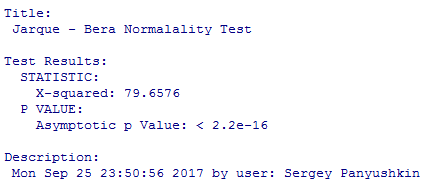 Title:
Jarque - Bera Normalality Test
Test Results:
STATISTIC:
X-squared: 79.6576
P VALUE:
Asymptotic p Value: < 2.2e-16
Description:
Mon Sep 25 23:50:56 2017 by user: Sergey Panyushkin